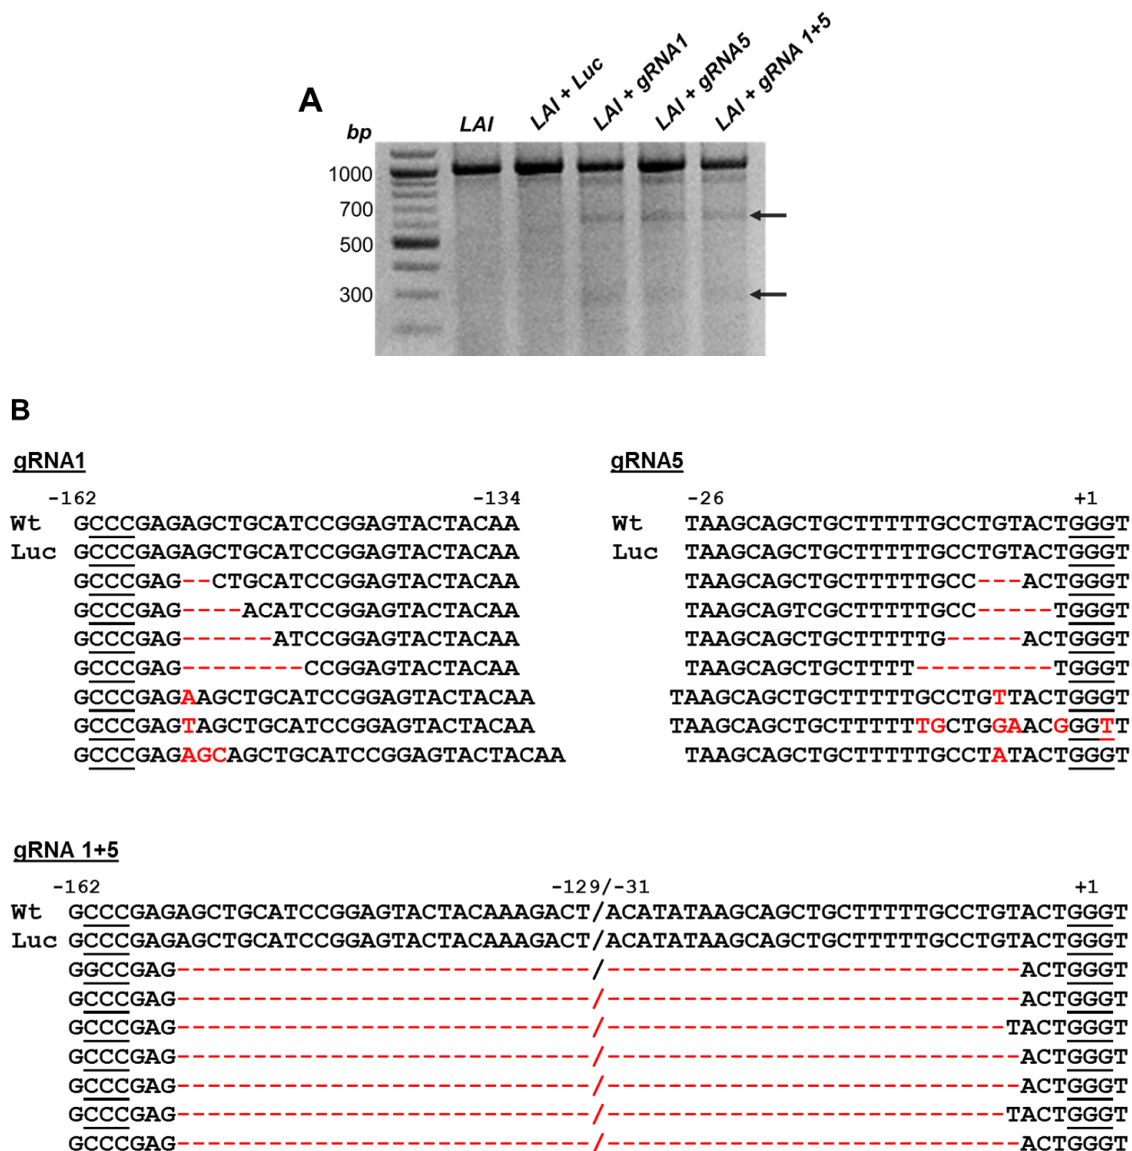 A
bp
LAI
LAI + Luc
LAI + gRNA1
LAI + gRNA5
LAI + gRNA 1+5
1000
700
500
300
B
gRNA1
-162 -134
Wt GCCCGAGAGCTGCATCCGGAGTACTACAA
Luc GCCCGAGAGCTGCATCCGGAGTACTACAA
GCCCGAG--CTGCATCCGGAGTACTACAA
GCCCGAG----ACATCCGGAGTACTACAA
GCCCGAG------ATCCGGAGTACTACAA
GCCCGAG--------CCGGAGTACTACAA
GCCCGAGAAGCTGCATCCGGAGTACTACAA
GCCCGAGTAGCTGCATCCGGAGTACTACAA
GCCCGAGAGCAGCTGCATCCGGAGTACTACAA
gRNA5
-26 +1
Wt TAAGCAGCTGCTTTTTGCCTGTACTGGGT
Luc TAAGCAGCTGCTTTTTGCCTGTACTGGGT
TAAGCAGCTGCTTTTTGCC---ACTGGGT
TAAGCAGTCGCTTTTTGCC-----TGGGT
TAAGCAGCTGCTTTTTG-----ACTGGGT
TAAGCAGCTGCTTTT---------TGGGT
TAAGCAGCTGCTTTTTGCCTGTTACTGGGT
TAAGCAGCTGCTTTTTTGCTGGAACGGGTT
TAAGCAGCTGCTTTTTGCCTATACTGGGT
gRNA 1+5
-162 -129/-31 +1
Wt GCCCGAGAGCTGCATCCGGAGTACTACAAAGACT/ACATATAAGCAGCTGCTTTTTGCCTGTACTGGGT
Luc GCCCGAGAGCTGCATCCGGAGTACTACAAAGACT/ACATATAAGCAGCTGCTTTTTGCCTGTACTGGGT
GGCCGAG---------------------------/---------------------------ACTGGGT
GCCCGAG---------------------------/---------------------------ACTGGGT
GCCCGAG---------------------------/--------------------------TACTGGGT
GCCCGAG---------------------------/---------------------------ACTGGGT
GCCCGAG---------------------------/---------------------------ACTGGGT
GCCCGAG---------------------------/--------------------------TACTGGGT
GCCCGAG---------------------------/---------------------------ACTGGGT